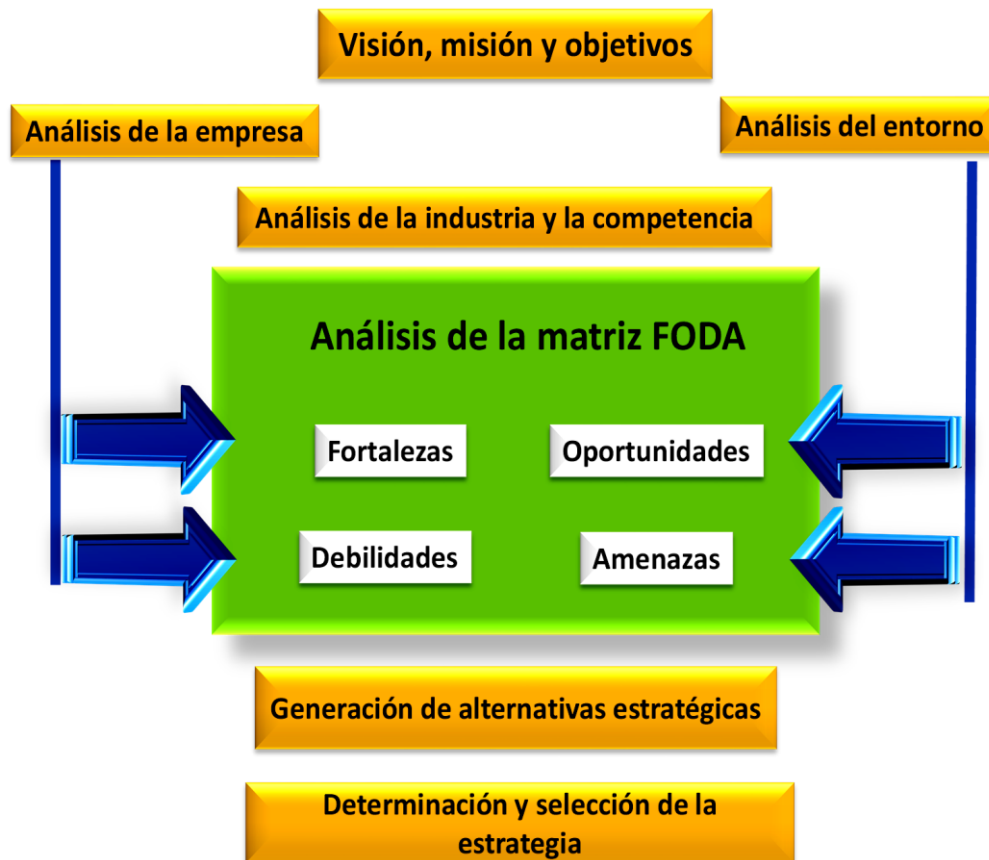 Visión, misión y objetivos
Análisis de la empresa
Análisis del entorno
Análisis de la industria y la competencia
Análisis de la matriz FODA
Fortalezas
Oportunidades
Debilidades
Amenazas
Generación de alternativas estratégicas
Determinación y selección de la
estrategia